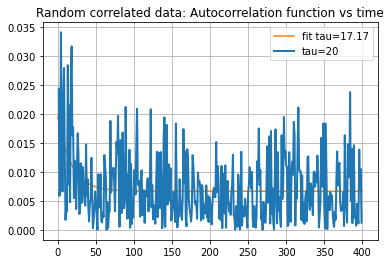 Random correlated data: Autocorrelation function vs time
0.035
0.030
0.025
0.020
0.015
0.010
0.005
0.000
fit tau=17.17
tau=20
0 50 100 150 200 250 300 350 400